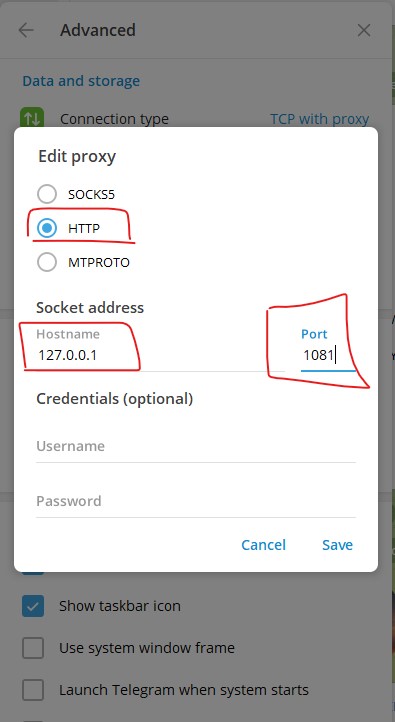 Advanced
Data and storage
Connection type TCP with proxy
Edit proxy
SOCKS5
HTTP
MTPROTO
Socket address
Hostname Port
127.0.0.1 1081
Credentials (optional)
Username
Password
Cancel Save
Show taskbar icon
Use system window frame
Launch Telegram when system starts